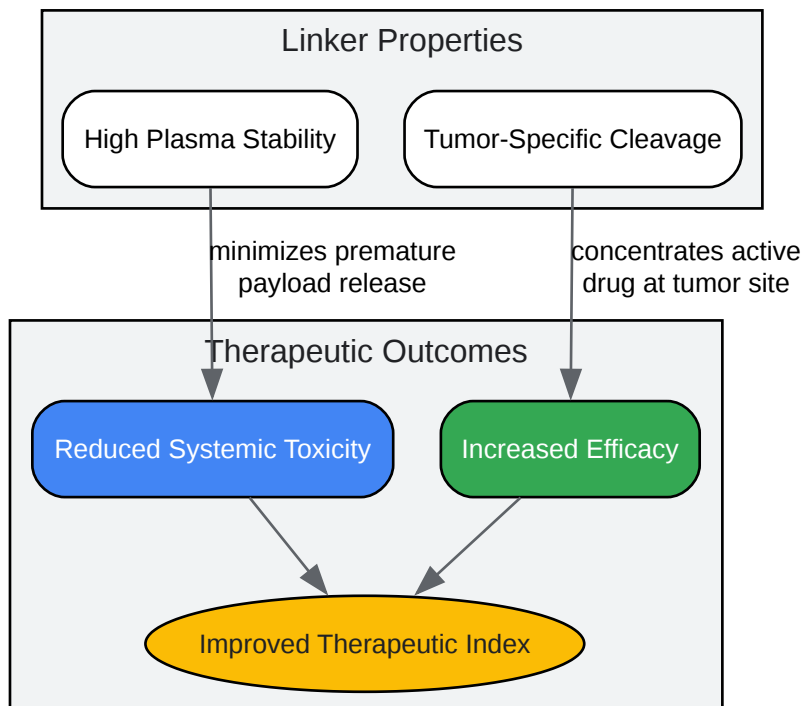 Linker Properties
High Plasma Stability
Tumor-Specific Cleavage
minimizes premature
payload release
concentrates active
drug at tumor site
Therapeutic Outcomes
Reduced Systemic Toxicity
Increased Efficacy
Improved Therapeutic Index